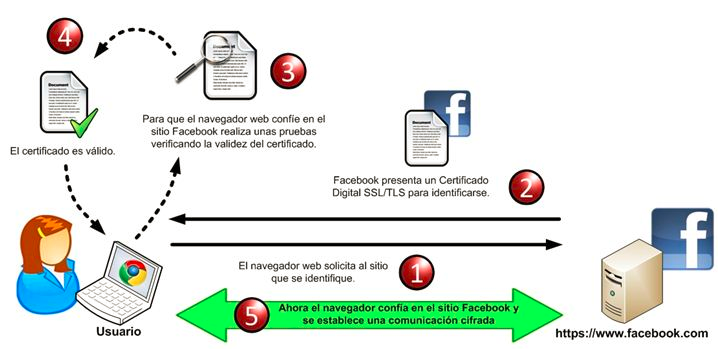 4
Document
3
Para que el navegador web confíe en el
sitio Facebook realiza unas pruebas
verificando la validez del certificado.
Document
El certificado es válido.
f
Document
Facebook presenta un Certificado
Digital SSL/TLS para identificarse.
2
El navegador web solicita al sitio
que se identifique.
1
f
Usuario
5
Ahora el navegador confía en el sitio Facebook y
se establece una comunicación cifrada
https://www.facebook.com